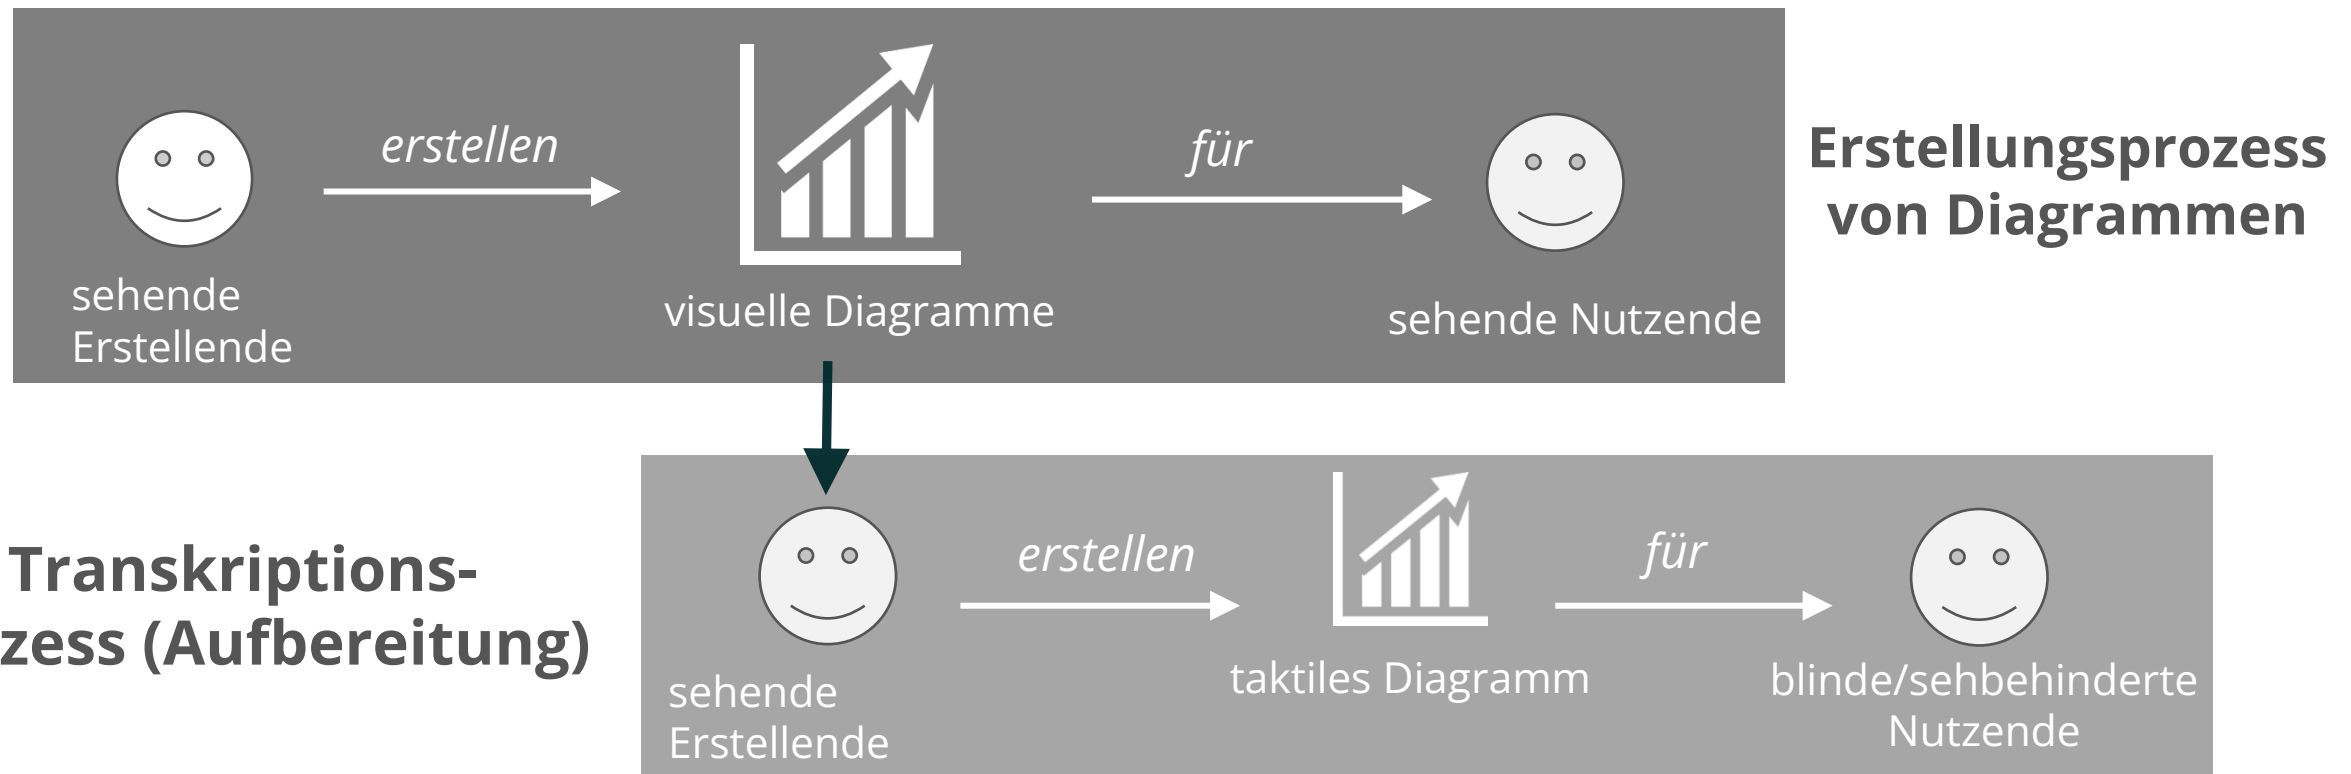 erstellen
für
sehende
Erstellende
visuelle Diagramme
sehende Nutzende
Erstellungsprozess
von Diagrammen
Transkriptions-
zess (Aufbereitung)
erstellen
für
sehende
Erstellende
taktiles Diagramm
blinde/sehbehinderte
Nutzende